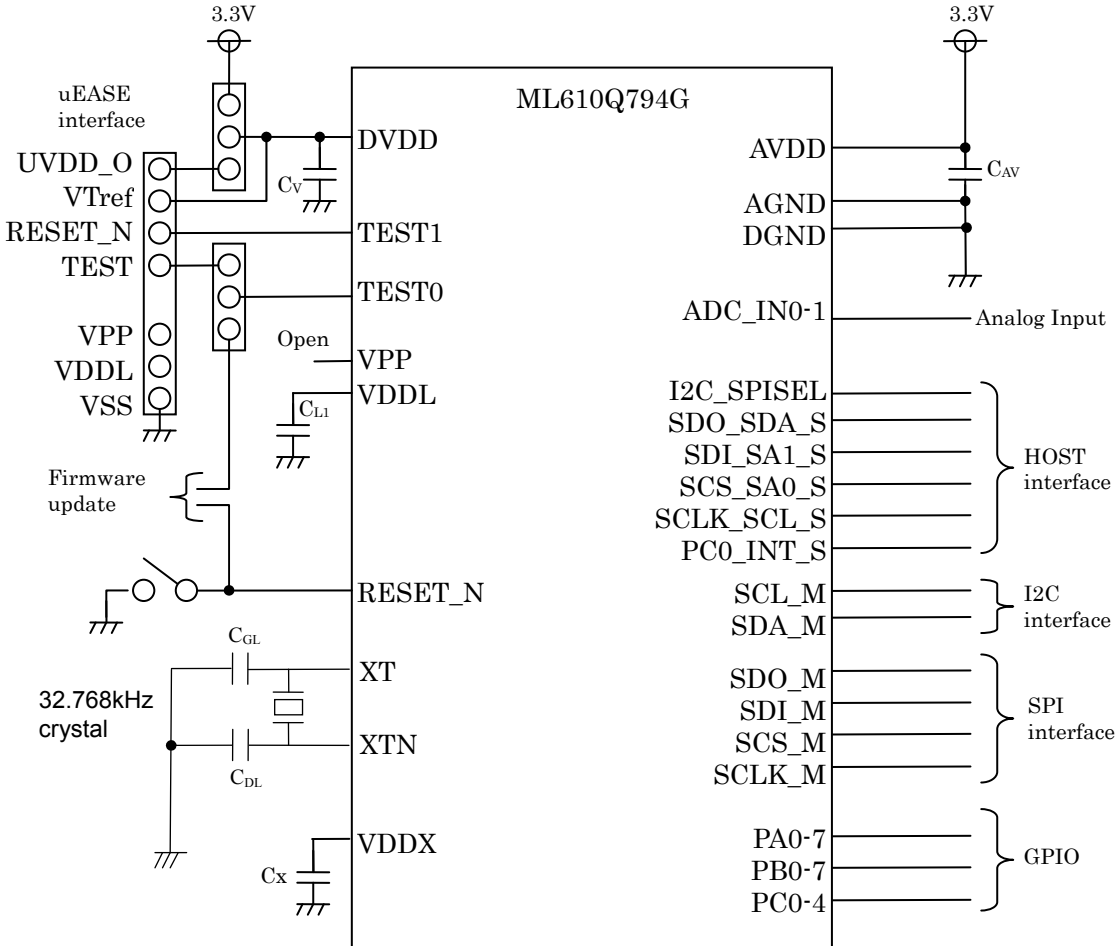 3.3V
3.3V
uEASE
interface
ML610Q794G
UVDD_O
VTref
RESET_N
TEST
VPP
VDDL
VSS
DVDD
CV
TEST1
TEST0
Open
VPP
VDDL
CL1
Firmware
update
RESET_N
CGL
XT
32.768kHz
crystal
XTN
CDL
VDDX
CX
AVDD
CAV
AGND
DGND
ADC_IN0-1
Analog Input
I2C_SPISEL
SDO_SDA_S
SDI_SA1_S
SCS_SA0_S
SCLK_SCL_S
PC0_INT_S
HOST
interface
SCL_M
SDA_M
I2C
interface
SDO_M
SDI_M
SCS_M
SCLK_M
SPI
interface
PA0-7
PB0-7
PC0-4
GPIO